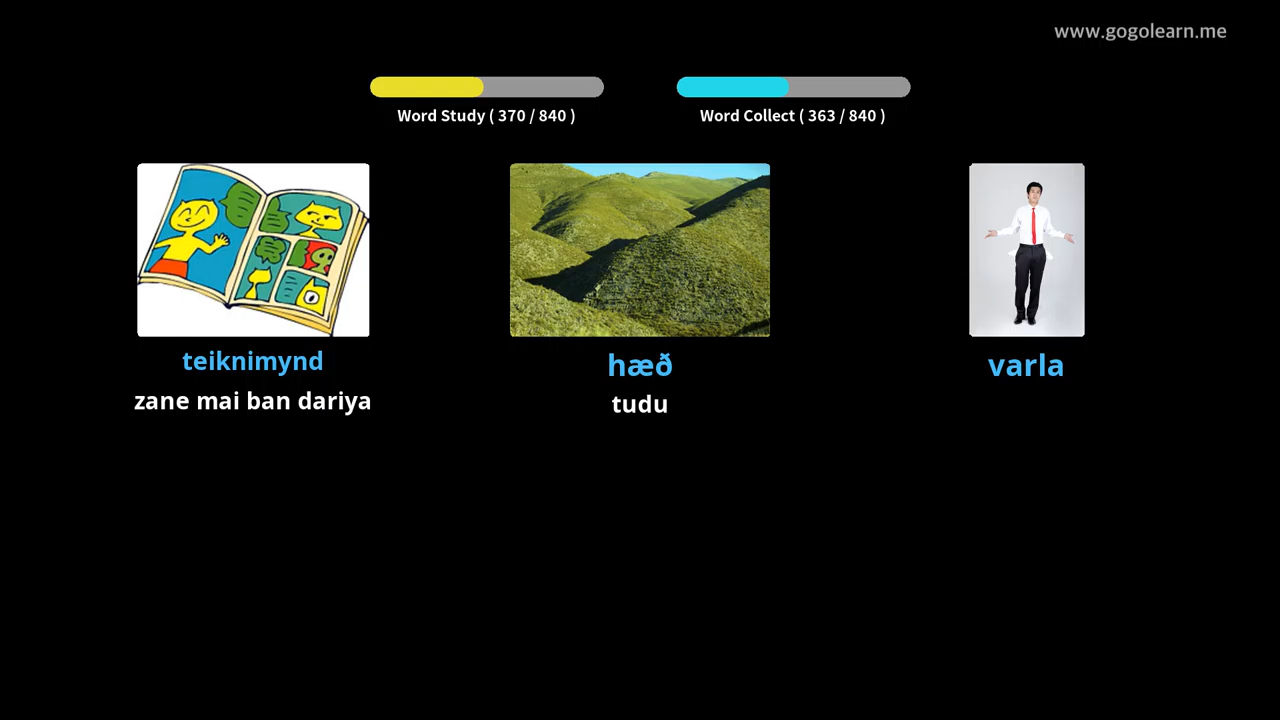 www.gogolearn.me
Word Study ( 370 / 840 )
Word Collect ( 363 / 840 )
teiknimynd
hæð
varla
zane mai ban dariya
tudu